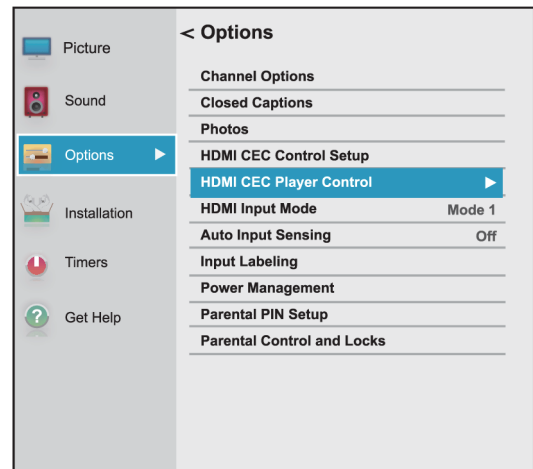 Picture
Sound
Options
Installation
Timers
Get Help
< Options
Channel Options
Closed Captions
Photos
HDMI CEC Control Setup
HDMI CEC Player Control
HDMI Input Mode Mode 1
Auto Input Sensing Off
Input Labeling
Power Management
Parental PIN Setup
Parental Control and Locks